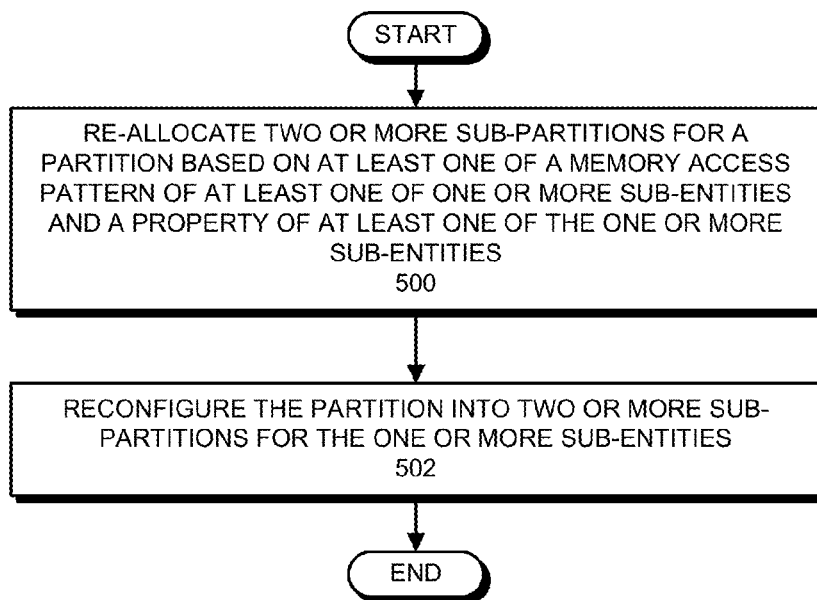 START
RE-ALLOCATE TWO OR MORE SUB-PARTITIONS FOR A
PARTITION BASED ON AT LEAST ONE OF A MEMORY ACCESS
PATTERN OF AT LEAST ONE OF ONE OR MORE SUB-ENTITIES
AND A PROPERTY OF AT LEAST ONE OF THE ONE OR MORE
SUB-ENTITIES
500
RECONFIGURE THE PARTITION INTO TWO OR MORE SUB-
PARTITIONS FOR THE ONE OR MORE SUB-ENTITIES
502
END